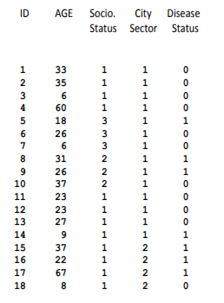 ID AGE Socio. City Disease
Status Sector Status
1 33 1 1 0
2 35 1 1 0
3 6 1 1 0
4 60 1 1 0
5 18 3 1 1
6 26 3 1 0
7 6 3 1 0
8 31 2 1 1
9 26 2 1 1
10 37 2 1 0
11 23 1 1 0
12 23 1 1 0
13 27 1 1 0
14 9 1 1 1
15 37 1 2 1
16 22 1 2 1
17 67 1 2 1
18 8 1 2 0